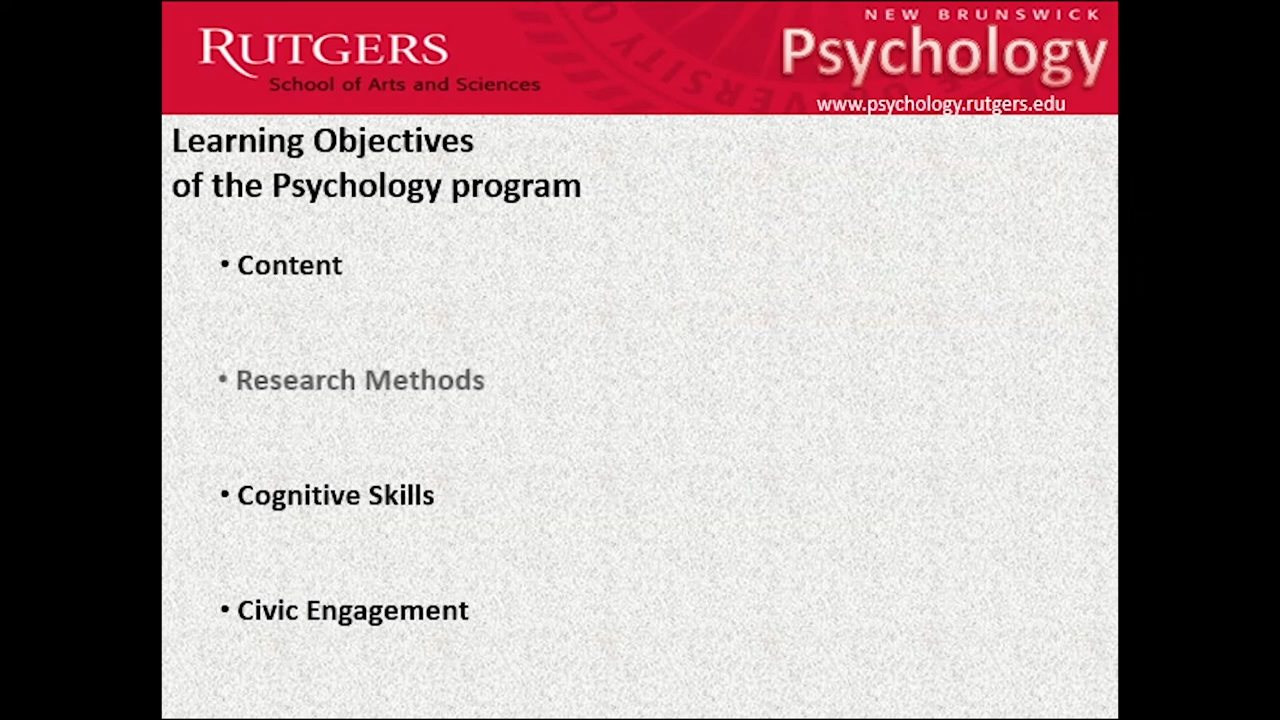 RUTGERS
School of Arts and Sciences
NEW BRUNSWICK
Psychology
www.psychology.rutgers.edu
Learning Objectives
of the Psychology program
• Content
• Research Methods
• Cognitive Skills
• Civic Engagement